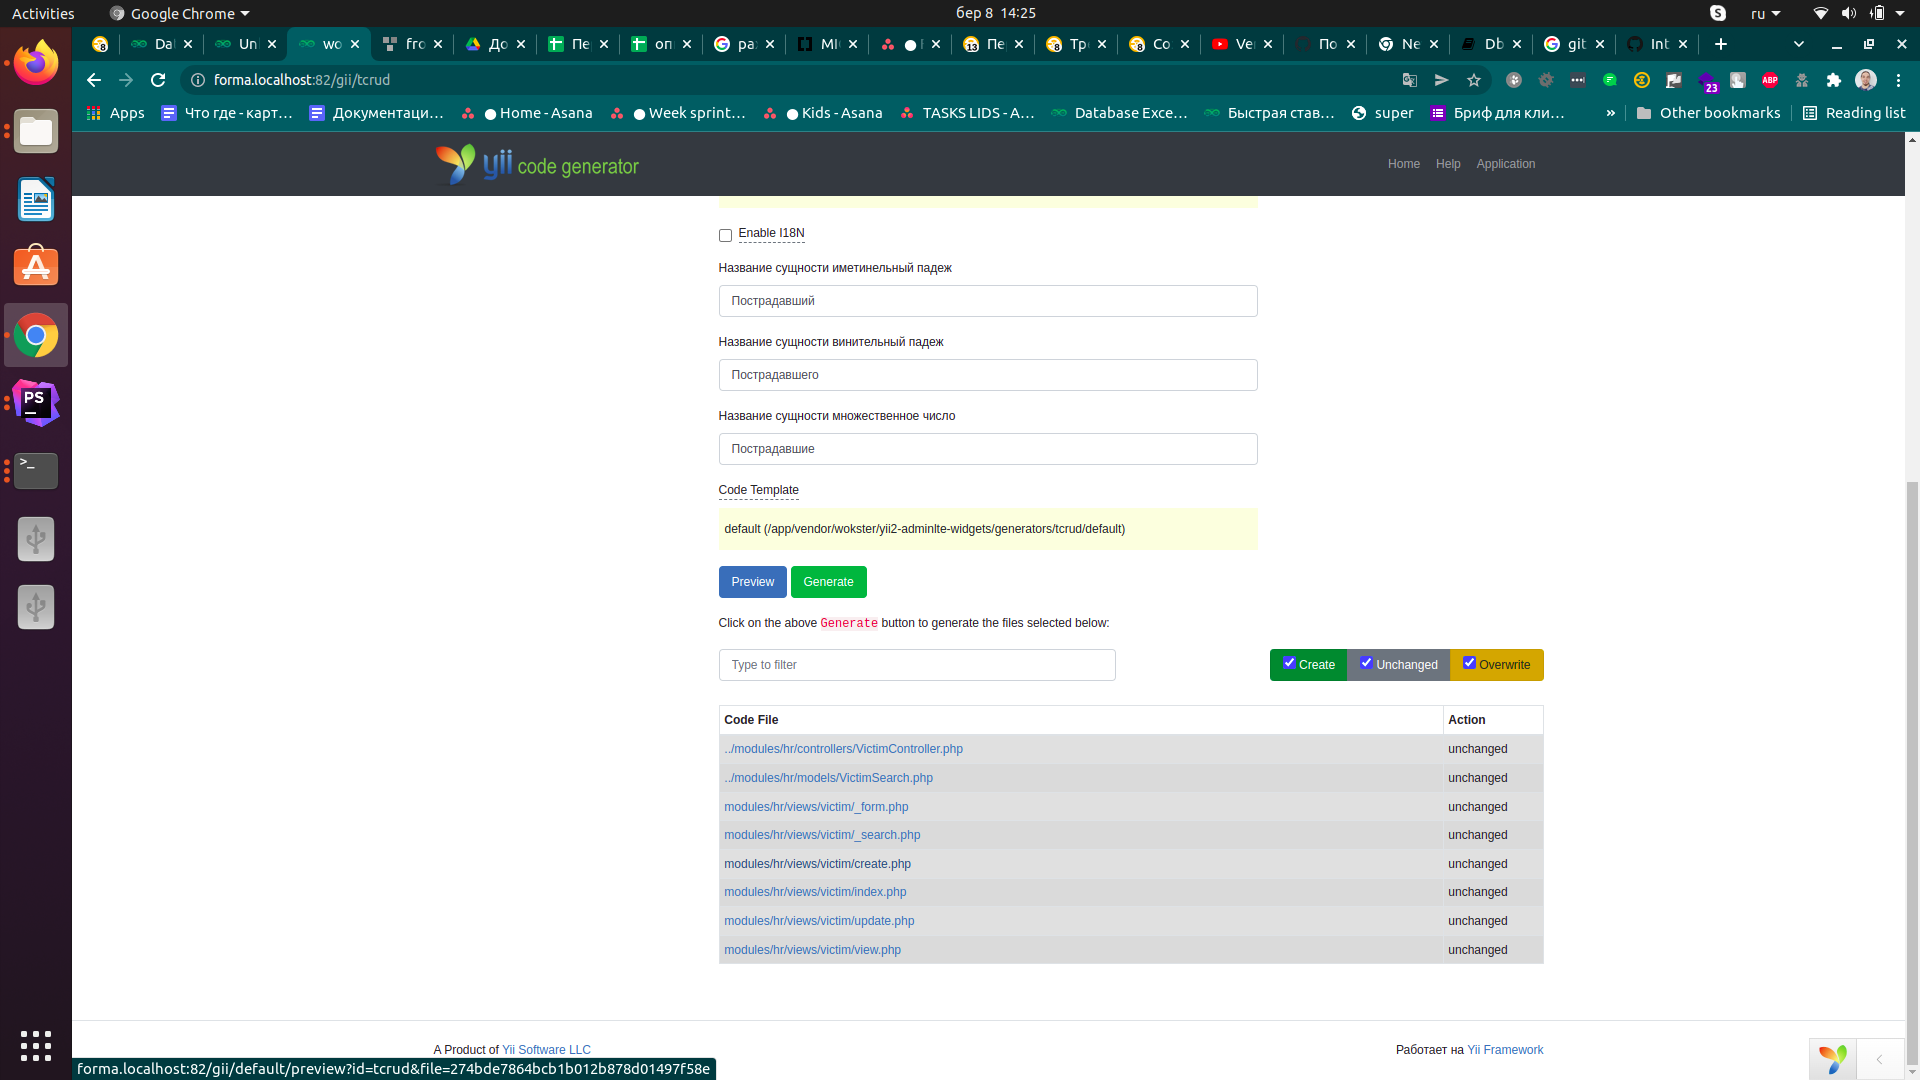 Activities
Google Chrome
бер 8 14:25
ru
Dal
Unl
wo
fro
До
Пе
on
pa
MI
Пе
Тр
Co
Ve
По
Ne
Db
git
Int
forma.localhost:82/gii/tcrud
23
ABP
Apps
Что где - карт…
Документаци…
Home - Asana
Week sprint…
Kids - Asana
TASKS LIDS - A…
Database Exce…
Быстрая став…
super
Бриф для кли…
»
Other bookmarks
Reading list
yii code generator
Home
Help
Application
Enable I18N
Название сущности иметинельный падеж
Пострадавший
Название сущности винительный падеж
Пострадавшего
Название сущности множественное число
Пострадавшие
Code Template
default (/app/vendor/wokster/yii2-adminlte-widgets/generators/tcrud/default)
Preview
Generate
Click on the above Generate button to generate the files selected below:
Type to filter
Create
Unchanged
Overwrite
Code File
Action
../modules/hr/controllers/VictimController.php
unchanged
../modules/hr/models/VictimSearch.php
unchanged
modules/hr/views/victim/_form.php
unchanged
modules/hr/views/victim/_search.php
unchanged
modules/hr/views/victim/create.php
unchanged
modules/hr/views/victim/index.php
unchanged
modules/hr/views/victim/update.php
unchanged
modules/hr/views/victim/view.php
unchanged
A Product of Yii Software LLC
Работает на Yii Framework
forma.localhost:82/gii/default/preview?id=tcrud&file=274bde7864bcb1b012b878d01497f58e